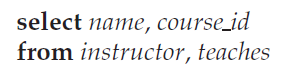 select name, course_id
from instructor, teaches